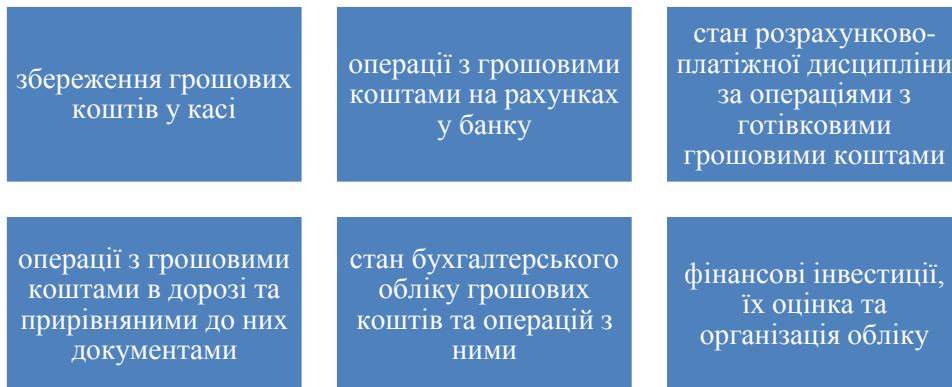 збереження грошових
коштів у касі
операції з грошовими
коштами на рахунках
у банку
стан розрахунково-
платіжної дисципліни
за операціями з
готівковими
грошовими коштами
операції з грошовими
коштами в дорозі та
прирівняними до них
документами
стан бухгалтерського
обліку грошових
коштів та операцій з
ними
фінансові інвестиції,
їх оцінка та
організація обліку